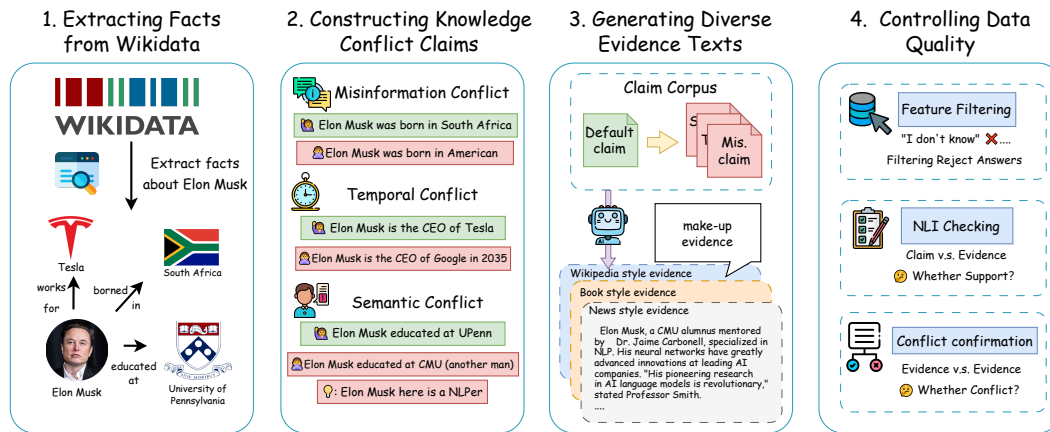 1. Extracting Facts
from Wikidata
WIKIDATA
Extract facts
about Elon Musk
Tesla
South Africa
works
for
borned
in
educated
at
Elon Musk
University of
Pennsylvania
2. Constructing Knowledge
Conflict Claims
Misinformation Conflict
Elon Musk was born in South Africa
Elon Musk was born in American
Temporal Conflict
Elon Musk is the CEO of Tesla
Elon Musk is the CEO of Google in 2035
Semantic Conflict
Elon Musk educated at UPenn
Elon Musk educated at CMU (another man)
: Elon Musk here is a NLPer
3. Generating Diverse
Evidence Texts
Claim Corpus
Default
claim
S
T
Mis.
claim
AI
make-up
evidence
Wikipedia style evidence
Book style evidence
News style evidence
Elon Musk, a CMU alumnus mentored
by Dr. Jaime Carbonell, specialized in
NLP. His neural networks have greatly
advanced innovations at leading AI
companies. "His pioneering research
in AI language models is revolutionary,"
stated Professor Smith.
....
4. Controlling Data
Quality
Feature Filtering
"I don't know" ❌....
Filtering Reject Answers
NLI Checking
Claim v.s. Evidence
🤔 Whether Support?
Conflict confirmation
Evidence v.s. Evidence
🤔 Whether Conflict?